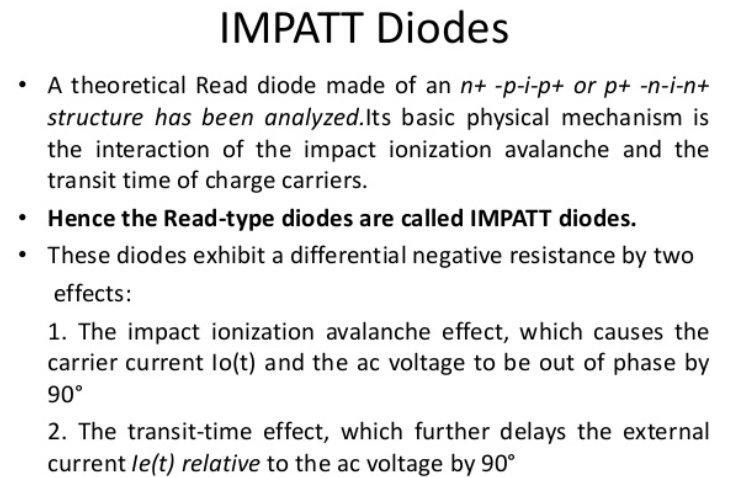 IMPATT Diodes
• A theoretical Read diode made of an n+ -p-i-p+ or p+ -n-i-n+
structure has been analyzed.Its basic physical mechanism is
the interaction of the impact ionization avalanche and the
transit time of charge carriers.
• Hence the Read-type diodes are called IMPATT diodes.
• These diodes exhibit a differential negative resistance by two
effects:
1. The impact ionization avalanche effect, which causes the
carrier current Io(t) and the ac voltage to be out of phase by
90°
2. The transit-time effect, which further delays the external
current Ie(t) relative to the ac voltage by 90°